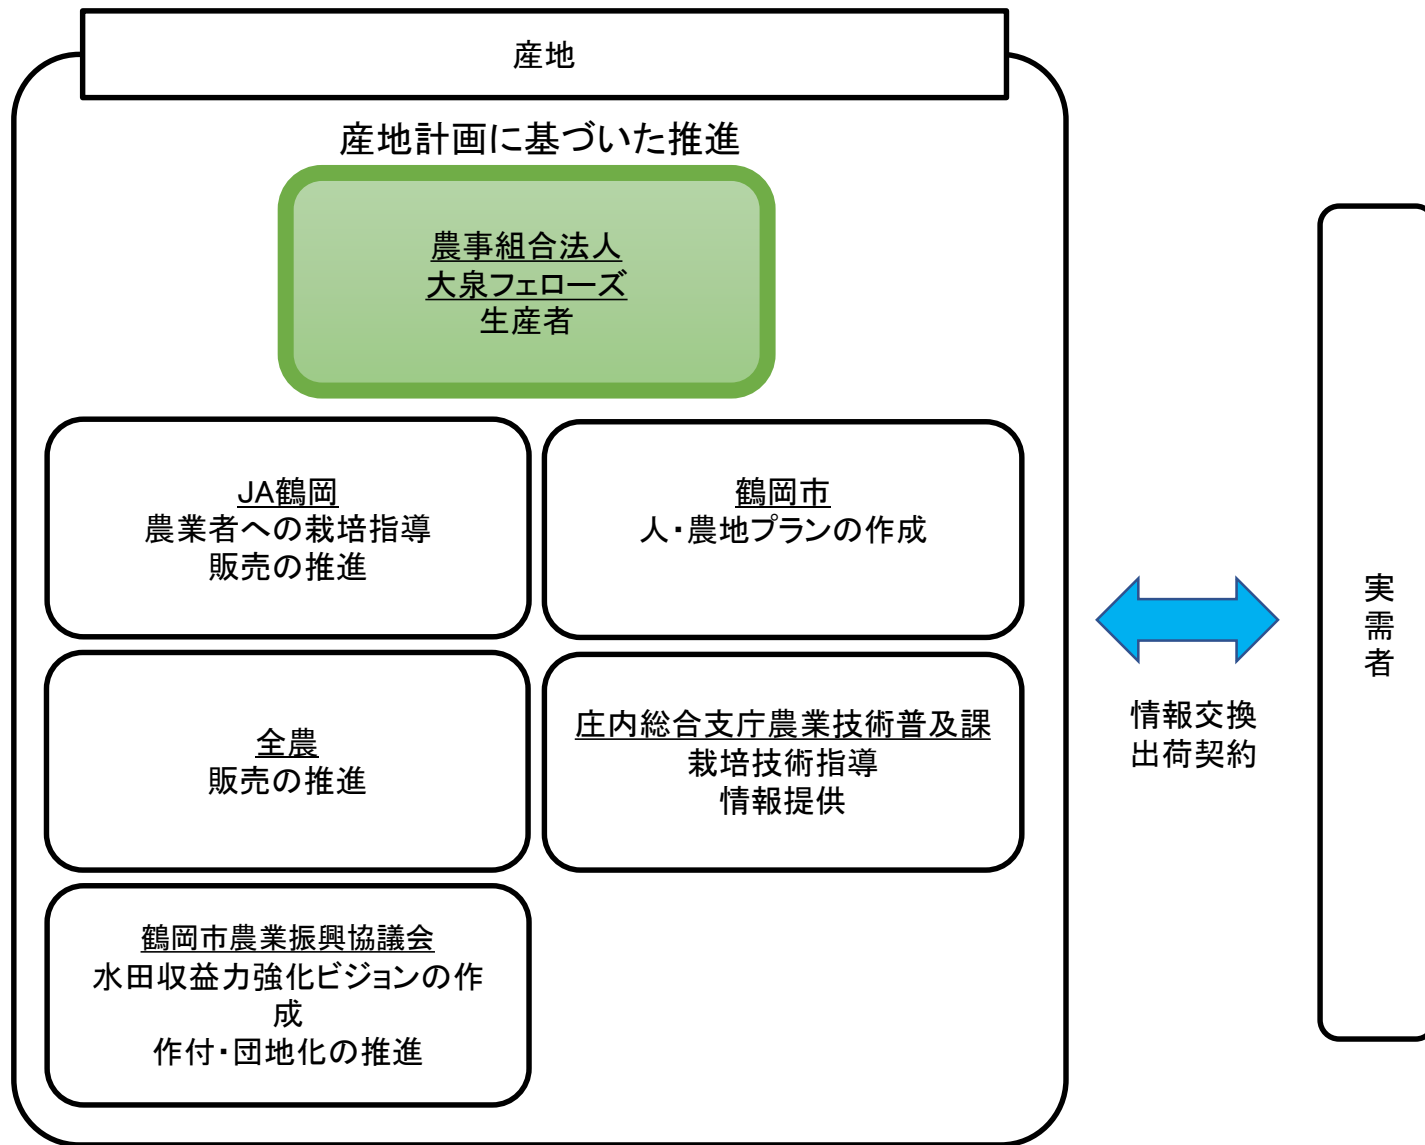 産地
産地計画に基づいた推進
農事組合法人
大泉フェローズ
生産者
JA鶴岡
農業者への栽培指導
販売の推進
鶴岡市
人・農地プランの作成
全農
販売の推進
庄内総合支庁農業技術普及課
栽培技術指導
情報提供
鶴岡市農業振興協議会
水田収益力強化ビジョンの作
成
作付・団地化の推進
情報交換
出荷契約
実需者